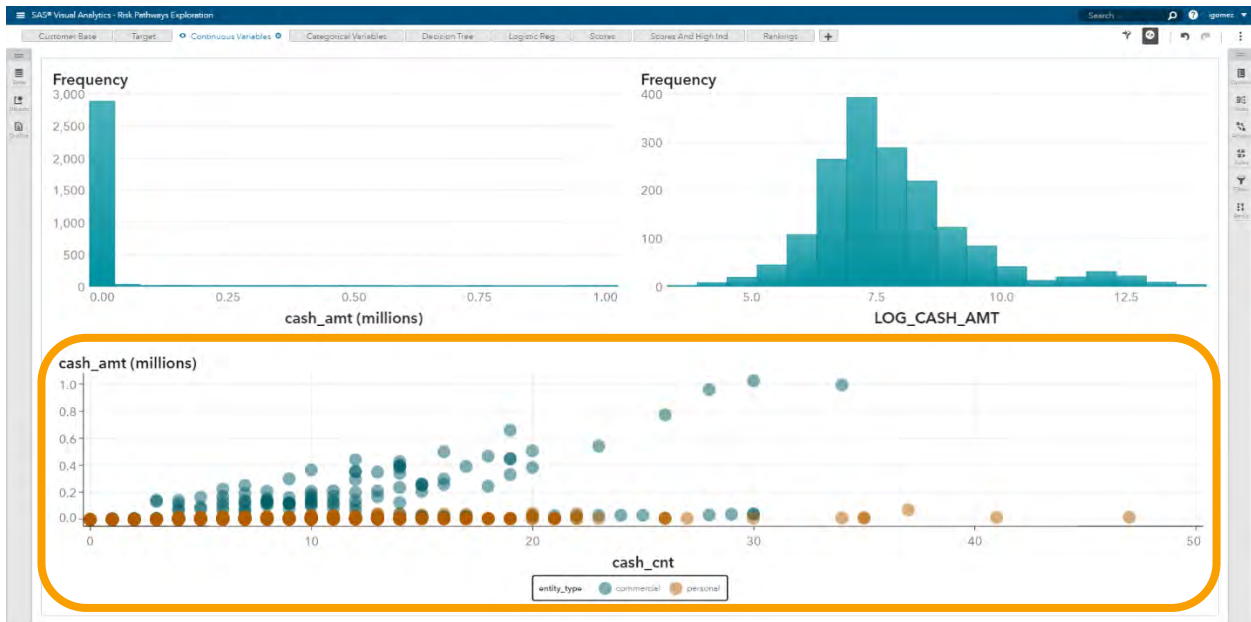 SAS® Visual Analytics - Risk Pathways Exploration
Search
igomez
Customer Base
Target
Continuous Variables
Categorical Variables
Decision Tree
Logistic Reg
Scores
Scores And High Ind
Rankings
Frequency
3,000
2,500
2,000
1,500
1,000
500
0
0.00 0.25 0.50 0.75 1.00
cash_amt (millions)
Frequency
400
300
200
100
0
5.0 7.5 10.0 12.5
LOG_CASH_AMT
cash_amt (millions)
1.0
0.8
0.6
0.4
0.2
0.0
0 10 20 30 40 50
cash_cnt
entity_type commercial personal